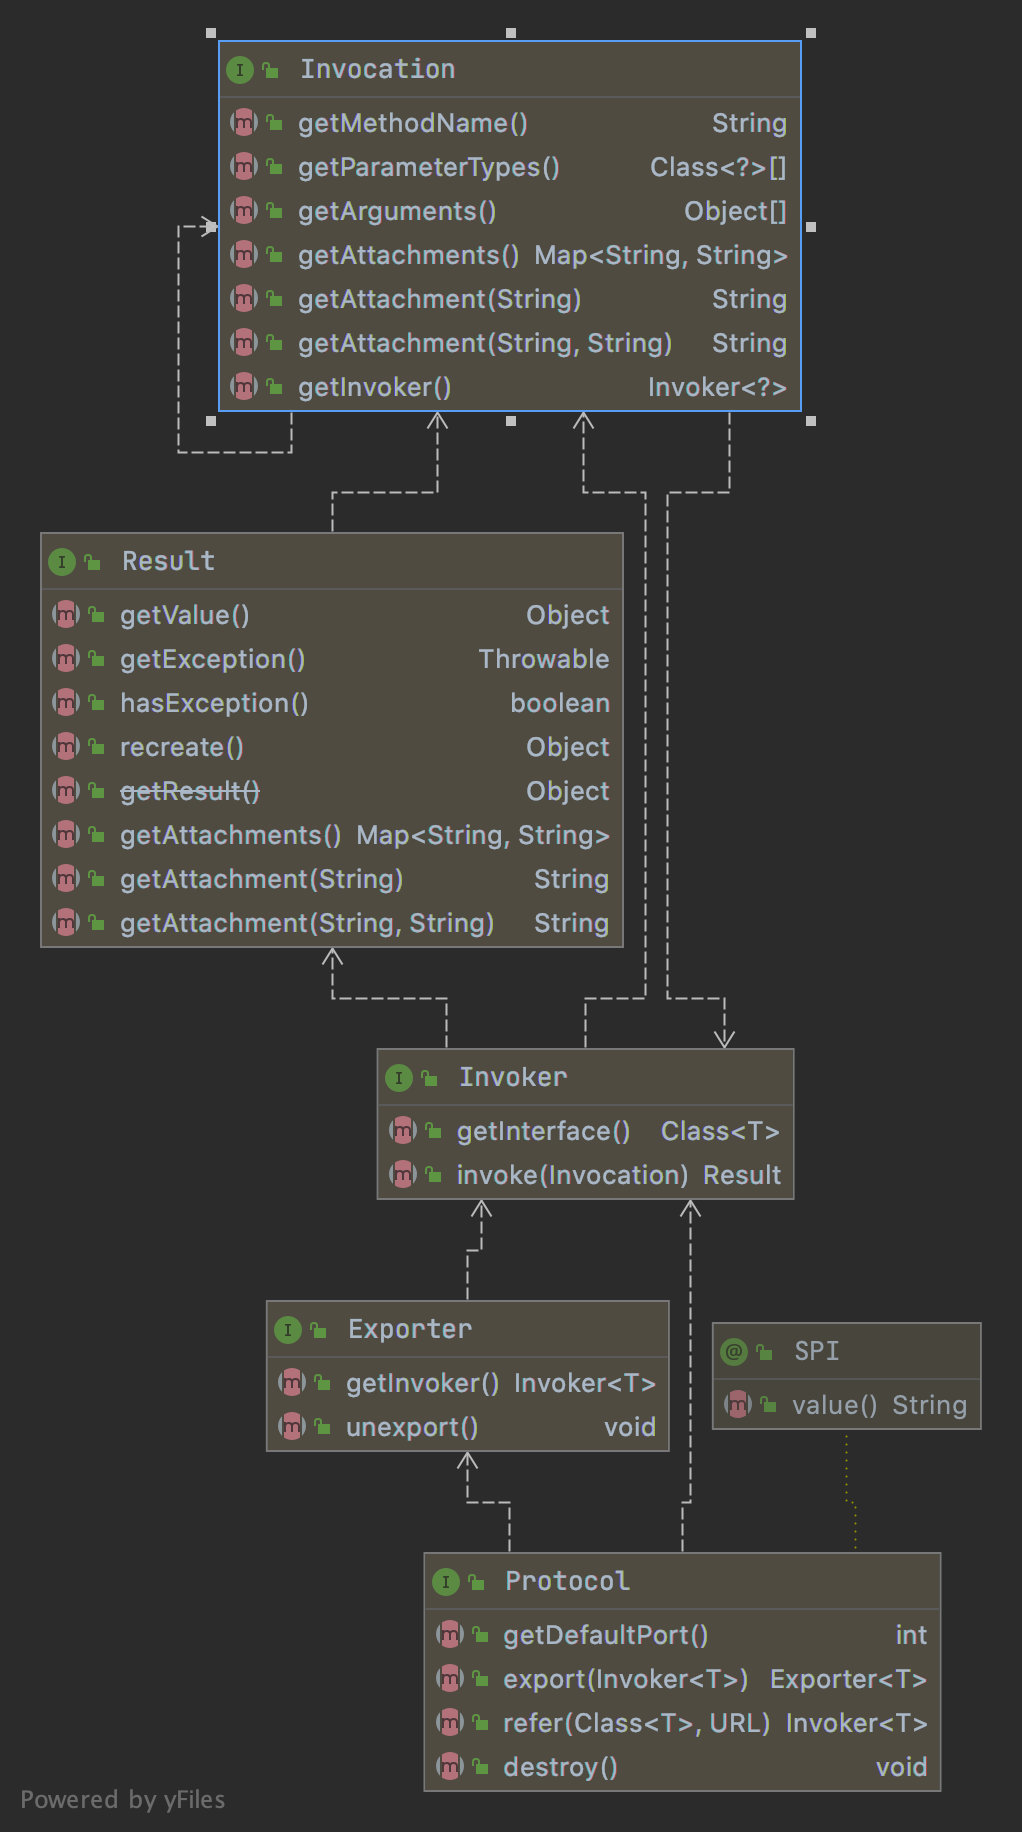 I Invocation
m getMethodName() String
m getParameterTypes() Class<?>[]
m getArguments() Object[]
m getAttachments() Map<String, String>
m getAttachment(String) String
m getAttachment(String, String) String
m getInvoker() Invoker<?>
I Result
m getValue() Object
m getException() Throwable
m hasException() boolean
m recreate() Object
m getResult() Object
m getAttachments() Map<String, String>
m getAttachment(String) String
m getAttachment(String, String) String
I Invoker
m getInterface() Class<T>
m invoke(Invocation) Result
I Exporter
m getInvoker() Invoker<T>
m unexport() void
@ SPI
m value() String
I Protocol
m getDefaultPort() int
m export(Invoker<T>) Exporter<T>
m refer(Class<T>, URL) Invoker<T>
m destroy() void
Powered by yFiles